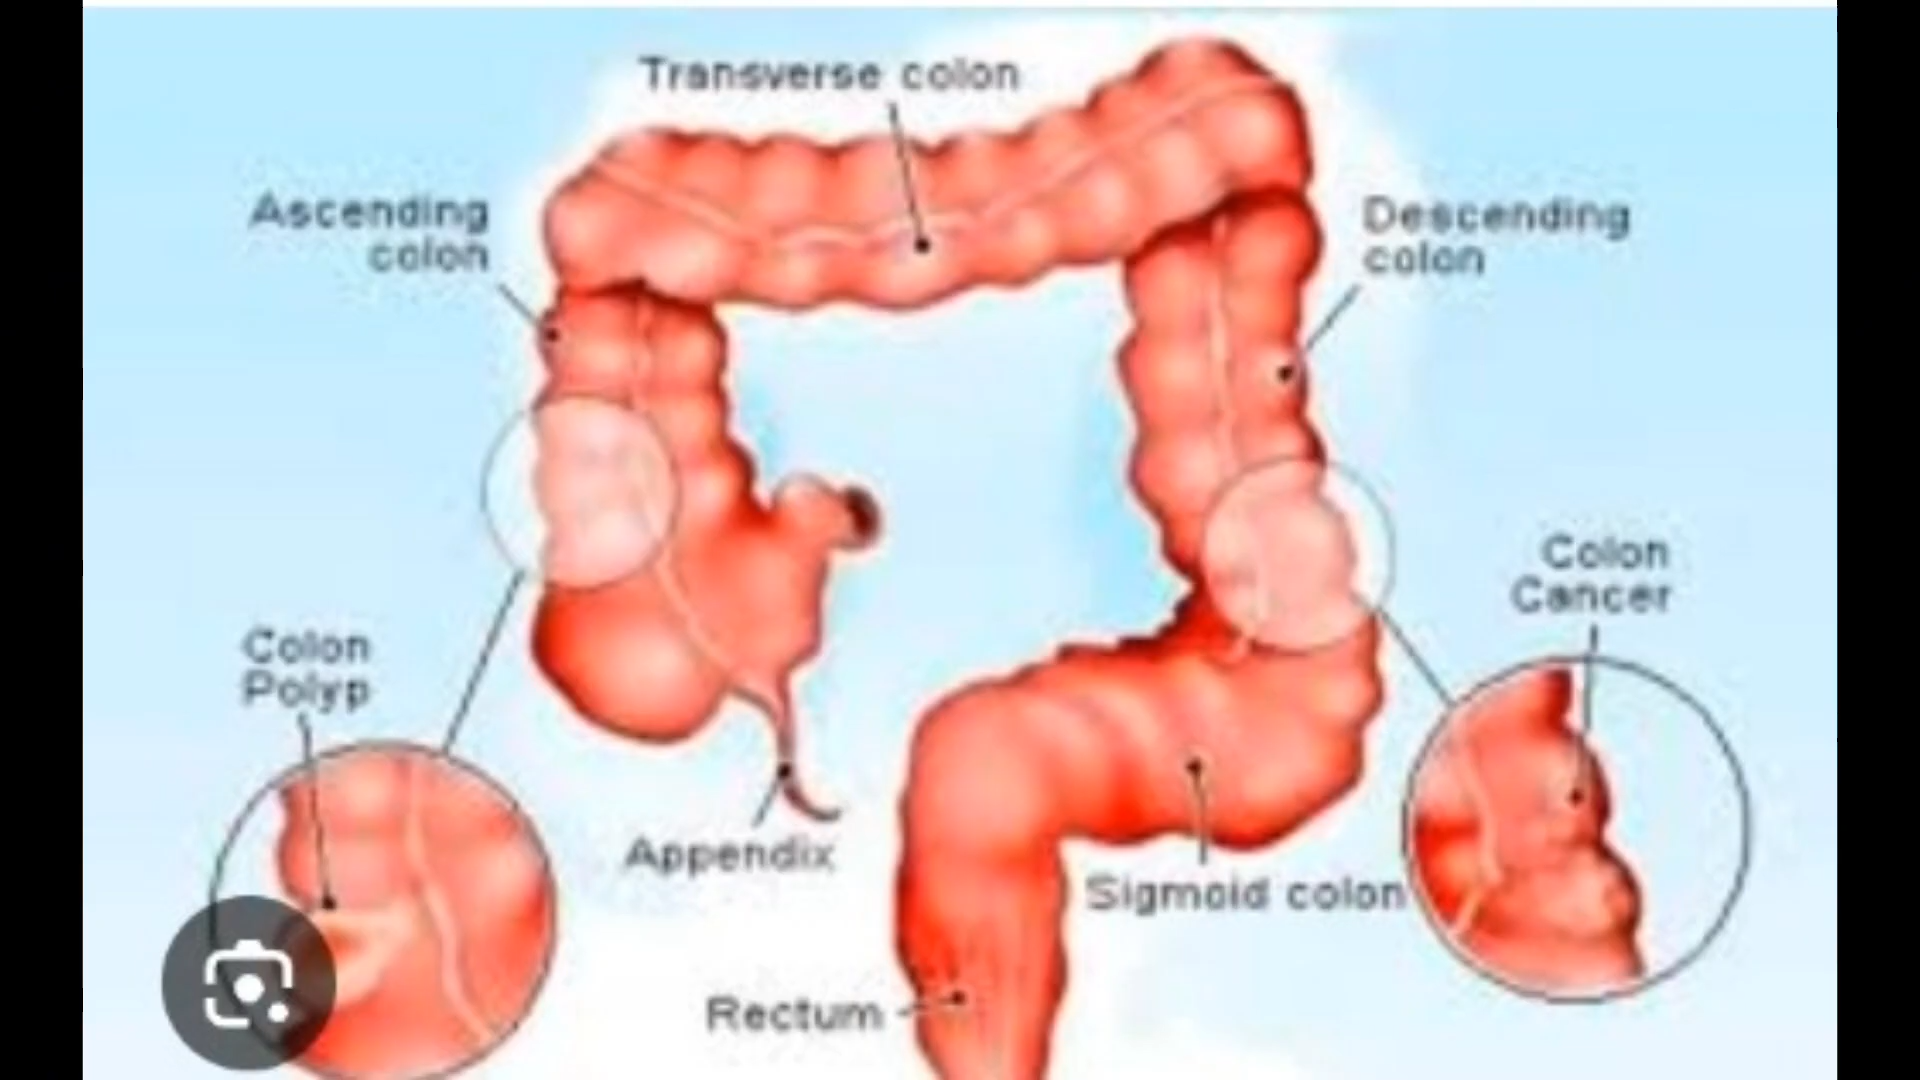 Transverse colon
Ascending
colon
Descending
colon
Colon
Cancer
Colon
Polyp
Appendix
Sigmoid colon
Rectum